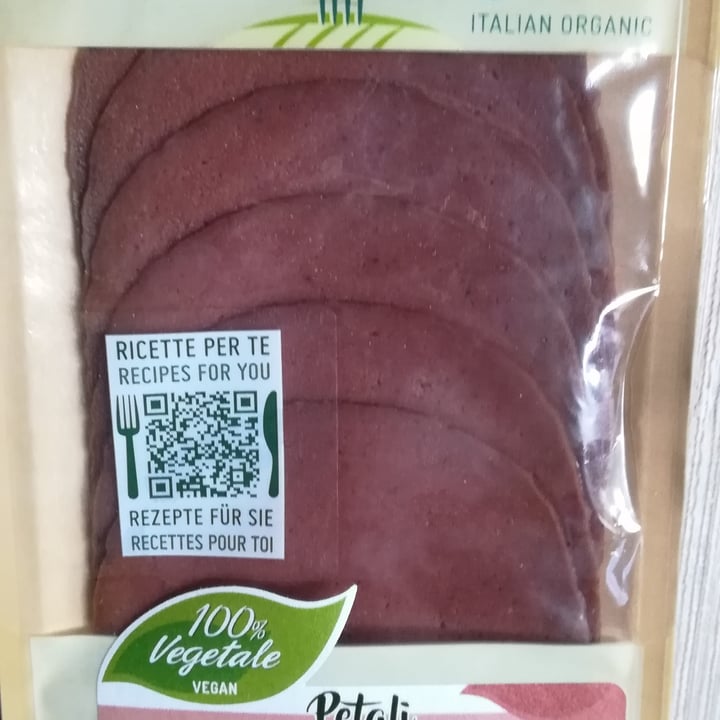 ITALIAN ORGANIC
RICETTE PER TE
RECIPES FOR YOU
REZEPTE FÜR SIE
RECETTES POUR TOI
100%
Vegetale
VEGAN
Petali